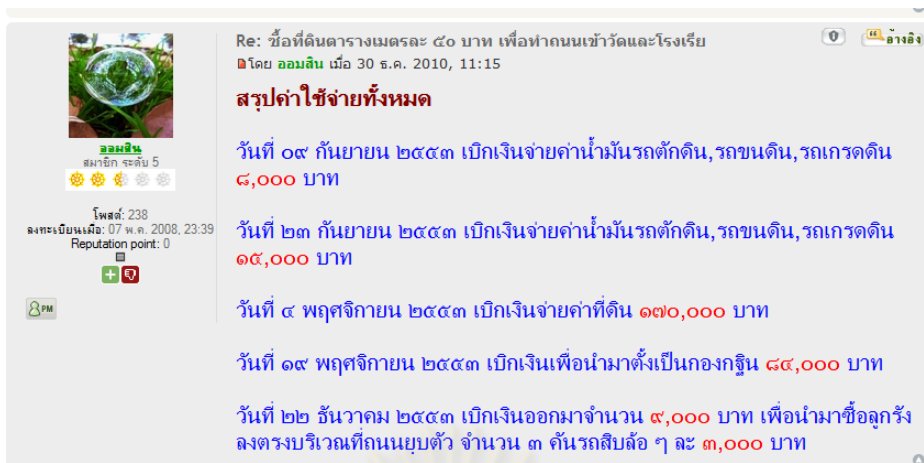 Re: ซื้อที่ดินตารางเมตรละ ๕๐ บาท เพื่อทำถนนเข้าวัดและโรงเรีย
อ้างอิง
โดย ออมสิน เมื่อ 30 ธ.ค. 2010, 11:15
สรุปค่าใช้จ่ายทั้งหมด
ออมสิน
สมาชิก ระดับ 5
โพสต์: 238
ลงทะเบียนเมื่อ: 07 พ.ค. 2008, 23:39
Reputation point: 0
PM
วันที่ ๐๙ กันยายน ๒๕๕๓ เบิกเงินจ่ายค่าน้ำมันรถตักดิน,รถขนดิน,รถเกรดดิน
๘,๐๐๐ บาท
วันที่ ๒๓ กันยายน ๒๕๕๓ เบิกเงินจ่ายค่าน้ำมันรถตักดิน,รถขนดิน,รถเกรดดิน
๑๕,๐๐๐ บาท
วันที่ ๔ พฤศจิกายน ๒๕๕๓ เบิกเงินจ่ายค่าที่ดิน ๑๗๐,๐๐๐ บาท
วันที่ ๑๙ พฤศจิกายน ๒๕๕๓ เบิกเงินเพื่อนำมาตั้งเป็นกองกฐิน ๘๔,๐๐๐ บาท
วันที่ ๒๒ ธันวาคม ๒๕๕๓ เบิกเงินออกมาจำนวน ๙,๐๐๐ บาท เพื่อนำมาซื้อลูกรัง
ลงตรงบริเวณที่ถนนยุบตัว จำนวน ๓ คันรถสิบล้อ ๆ ละ ๓,๐๐๐ บาท